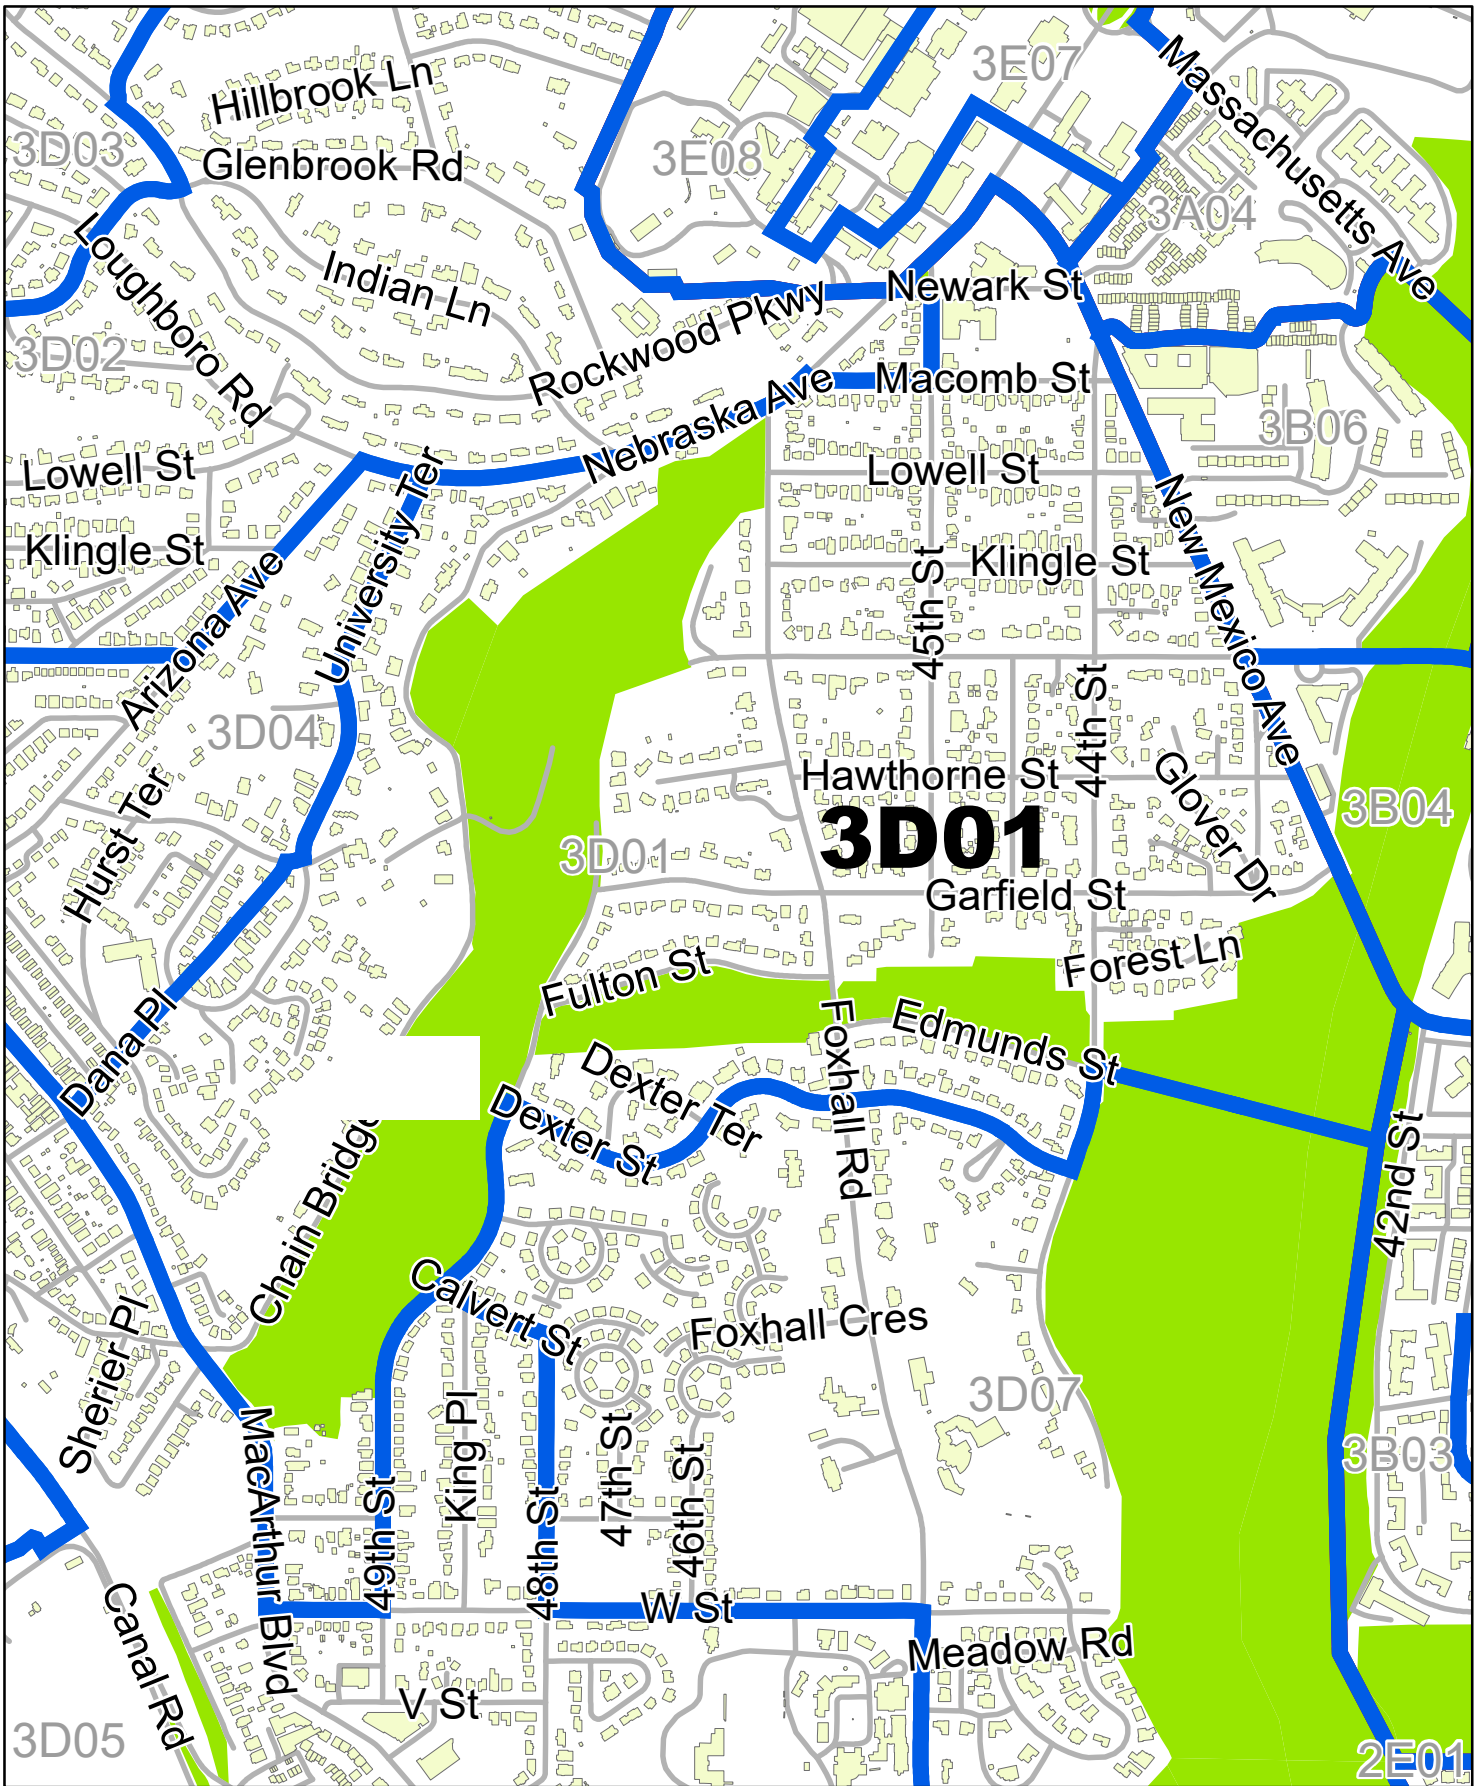 3E07
Massachusetts Ave
Hillbrook Ln
3D03
Glenbrook Rd
3E08
3A04
Loughboro Rd
Indian Ln
Newark St
Rockwood Pkwy
3D02
Nebraska Ave
Macomb St
3B06
Lowell St
Lowell St
University Ter
New Mexico Ave
Klingle St
Klingle St
45th St
Arizona Ave
44th St
3D04
Hawthorne St
Glover Dr
Hurst Ter
3B04
3D01
3D01
Garfield St
Forest Ln
Fulton St
Foxhall Rd
Edmunds St
Dana Pl
Dexter Ter
Dexter St
42nd St
Chain Bridge
Calvert St
Foxhall Cres
Sherier Pl
3D07
King Pl
47th St
46th St
3B03
MacArthur Blvd
49th St
48th St
W St
Canal Rd
Meadow Rd
V St
3D05
2E01